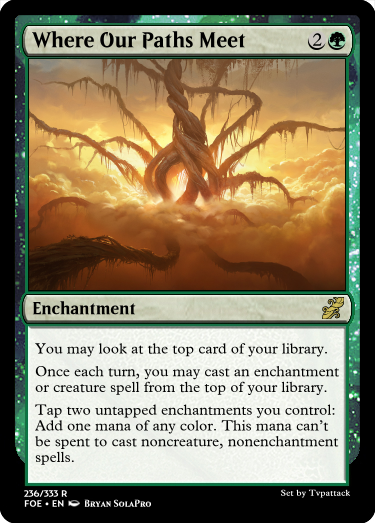 Where Our Paths Meet 2
Enchantment
You may look at the top card of your library.
Once each turn, you may cast an enchantment
or creature spell from the top of your library.
Tap two untapped enchantments you control:
Add one mana of any color. This mana can't
be spent to cast noncreature, nonenchantment
spells.
236/333 R Set by Tvpattack
FOE • EN Bryan SolaPro